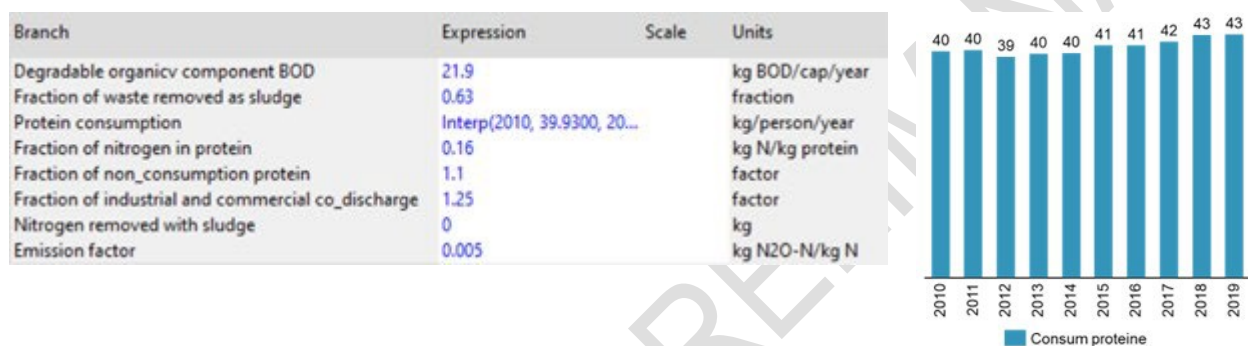 Branch Expression Scale Units
Degradable organicv component BOD 21.9 kg BOD/cap/year
Fraction of waste removed as sludge 0.63 fraction
Protein consumption Interp(2010, 39.9300, 20... kg/person/year
Fraction of nitrogen in protein 0.16 kg N/kg protein
Fraction of non_consumption protein 1.1 factor
Fraction of industrial and commercial co_discharge 1.25 factor
Nitrogen removed with sludge 0 kg
Emission factor 0.005 kg N2O-N/kg N
40 40 39 40 40 41 41 42 43 43
2010 2011 2012 2013 2014 2015 2016 2017 2018 2019
Consum proteine